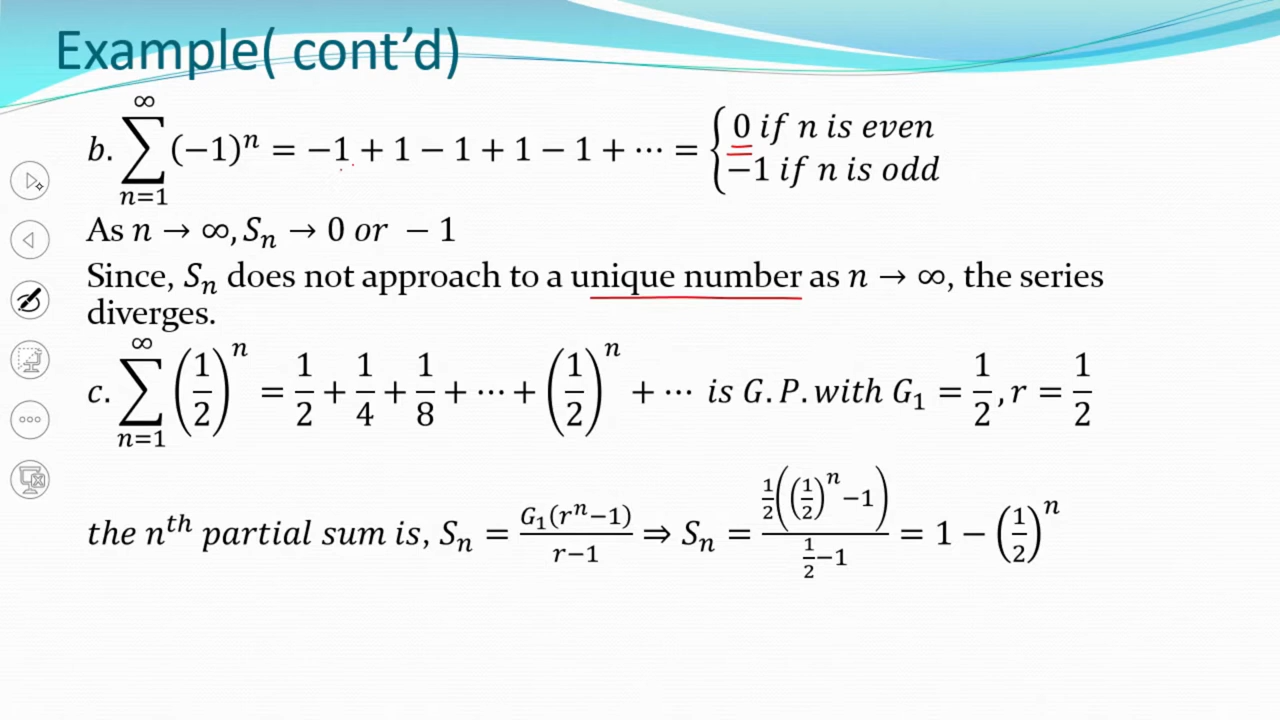 Example( cont’d)
b. ∑_{n=1}^{∞} (−1)^n = −1 + 1 − 1 + 1 − 1 + ⋯ = { 0 if n is even
−1 if n is odd
As n → ∞, S_n → 0 or − 1
Since, S_n does not approach to a unique number as n → ∞, the series
diverges.
c. ∑_{n=1}^{∞} (1/2)^n = 1/2 + 1/4 + 1/8 + ⋯ + (1/2)^n + ⋯ is G. P. with G_1 = 1/2, r = 1/2
the n^{th} partial sum is, S_n = G_1(r^n−1)/(r−1) ⇒ S_n = (1/2((1/2)^n−1))/(1/2−1) = 1 − (1/2)^n